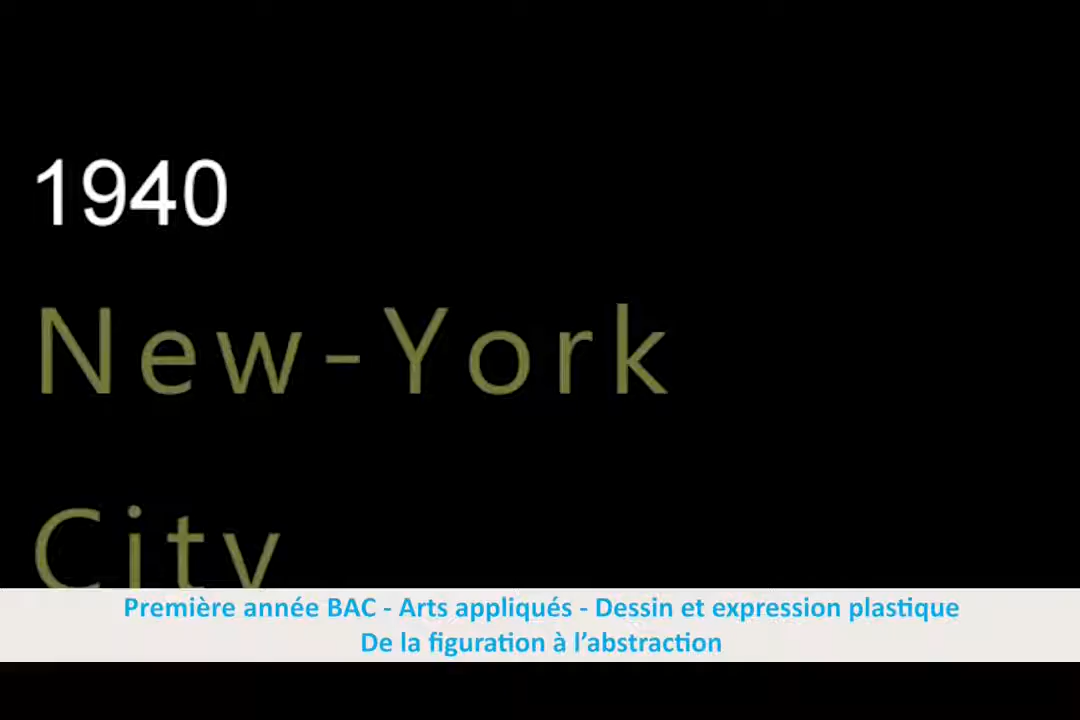 1940
New-York
City
Première année BAC - Arts appliqués - Dessin et expression plastique
De la figuration à l'abstraction